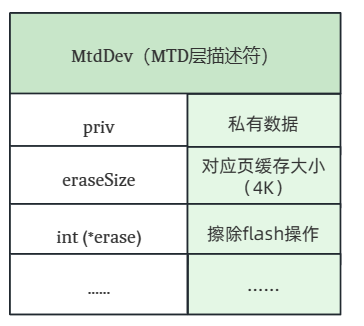 MtdDev（MTD层描述符）
priv
私有数据
eraseSize
对应页缓存大小
（4K）
int (*erase)
擦除flash操作
......
......